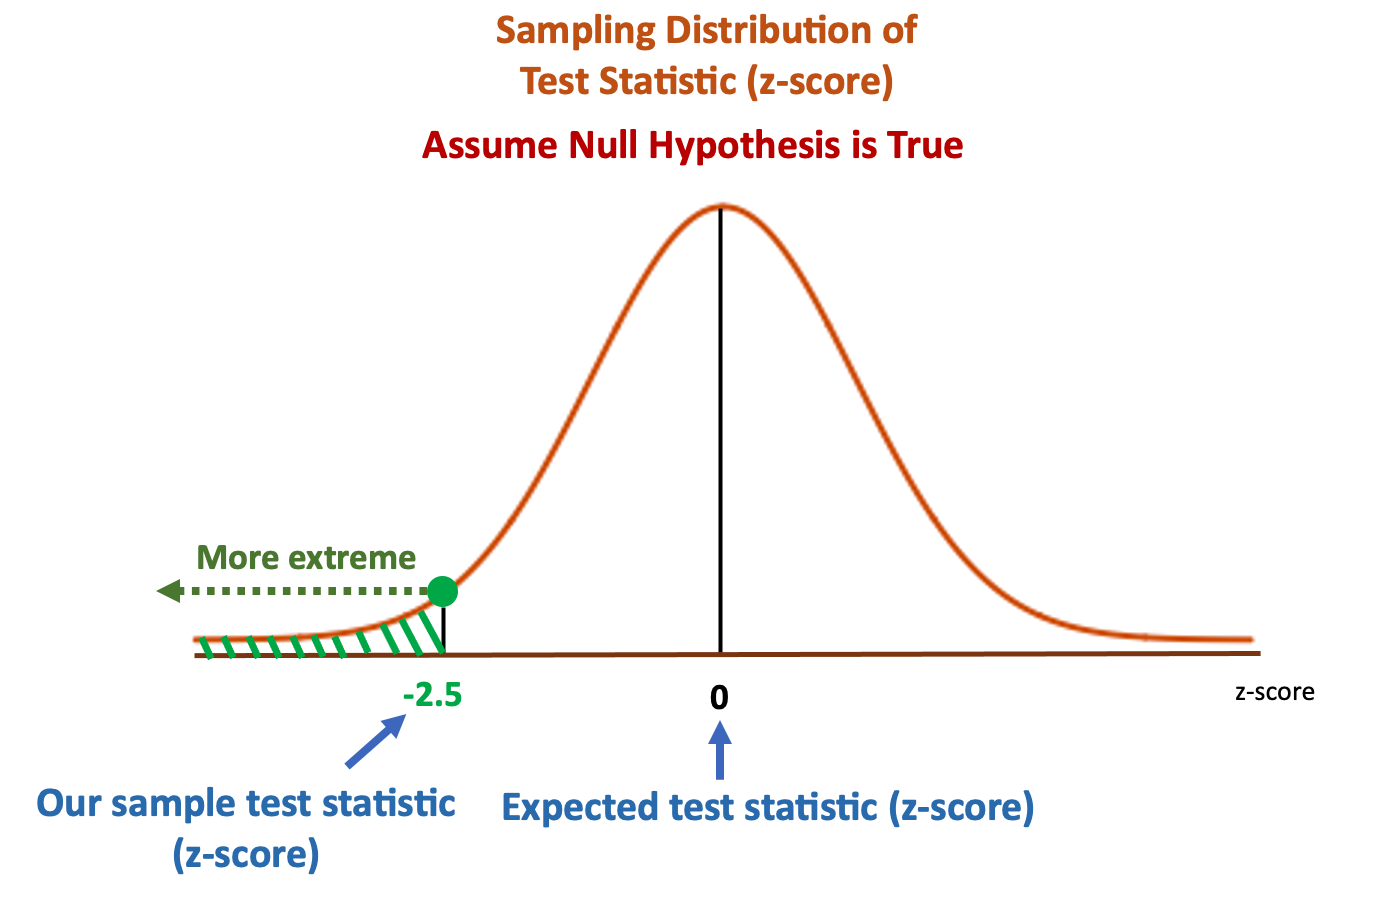 Sampling Distribution of
Test Statistic (z-score)
Assume Null Hypothesis is True
More extreme
-2.5
0
z-score
Our sample test statistic
(z-score)
Expected test statistic (z-score)